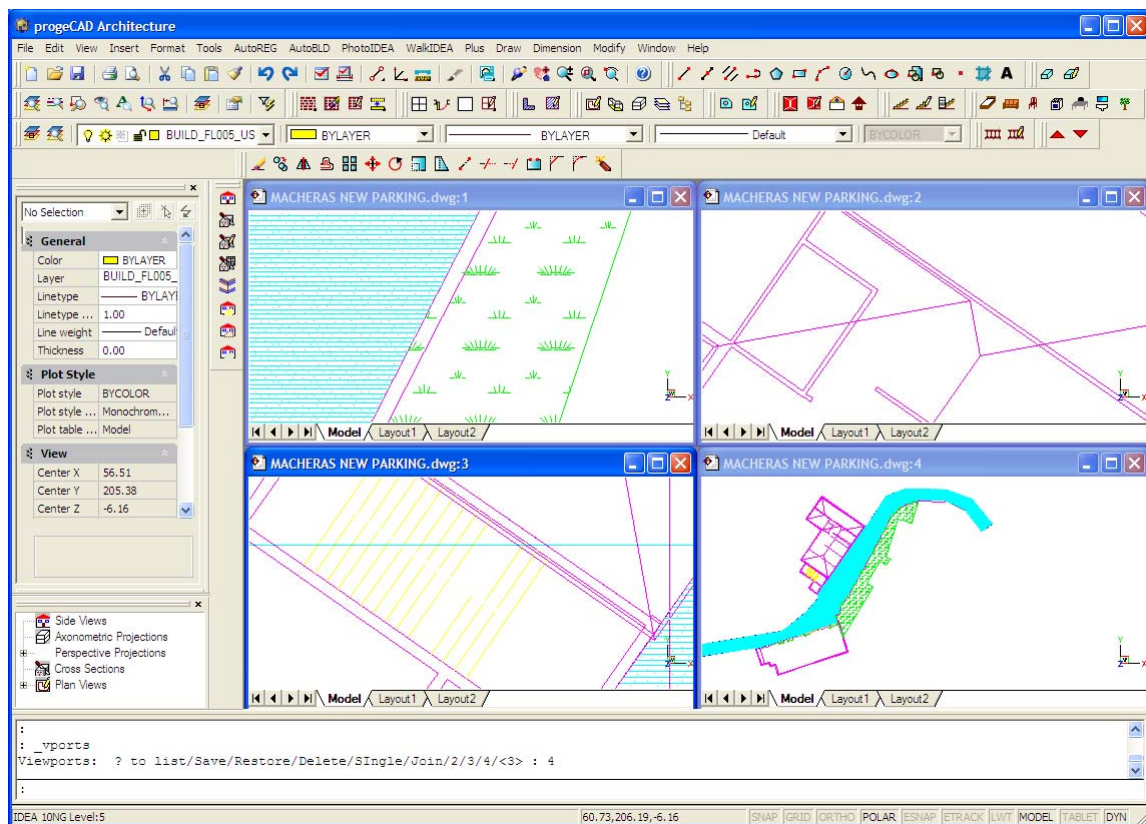 progeCAD Architecture
File Edit View Insert Format Tools AutoREG AutoBLD PhotoIDEA WalkIDEA Plus Draw Dimension Modify Window Help
BUILD_FL005_US BYLAYER BYLAYER Default BYCOLOR
No Selection
General
Color BYLAYER
Layer BUILD_FL005_
Linetype BYLAYE
Linetype ... 1.00
Line weight Defaul
Thickness 0.00
Plot Style
Plot style BYCOLOR
Plot style ... Monochrom...
Plot table ... Model
View
Center X 56.51
Center Y 205.38
Center Z -6.16
Side Views
Axonometric Projections
Perspective Projections
Cross Sections
Plan Views
MACHERAS NEW PARKING.dwg:1
Y
Z X
Model Layout1 Layout2
MACHERAS NEW PARKING.dwg:2
Y
Z X
Model Layout1 Layout2
MACHERAS NEW PARKING.dwg:3
Model Layout1 Layout2
MACHERAS NEW PARKING.dwg:4
Y
Z X
Model Layout1 Layout2
:
: _vports
Viewports: ? to list/Save/Restore/Delete/SIngle/Join/2/3/4/<3> : 4
:
IDEA 10NG Level:5 60.73,206.19,-6.16 SNAP GRID ORTHO POLAR ESNAP ETRACK LWT MODEL TABLET DYN